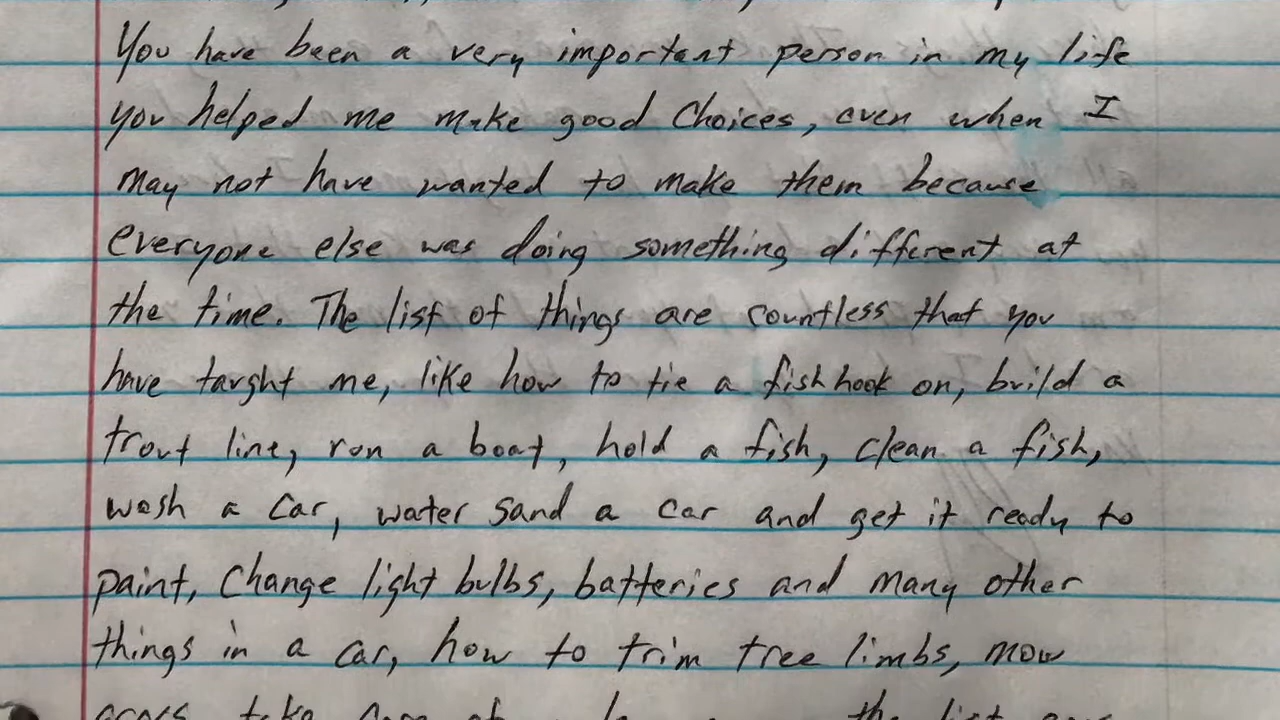 You have been a very important person in my life
you helped me make good Choices, even when I
may not have wanted to make them because
everyone else was doing something different at
the time. The list of things are countless that you
have taught me, like how to tie a fish hook on, build a
trout line, run a boat, hold a fish, clean a fish,
wash a car, water sand a car and get it ready to
paint, Change light bulbs, batteries and many other
things in a car, how to trim tree limbs, mow